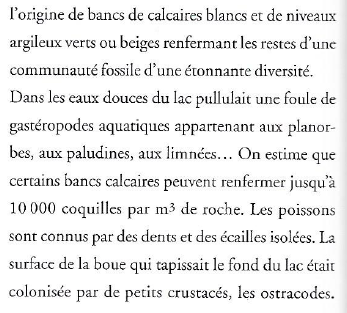 l'origine de bancs de calcaires blancs et de niveaux
argileux verts ou beiges renfermant les restes d'une
communauté fossile d'une étonnante diversité.
Dans les eaux douces du lac pullulait une foule de
gastéropodes aquatiques appartenant aux planor-
bes, aux paludines, aux limnées... On estime que
certains bancs calcaires peuvent renfermer jusqu'à
10 000 coquilles par m³ de roche. Les poissons
sont connus par des dents et des écailles isolées. La
surface de la boue qui tapissait le fond du lac était
colonisée par de petits crustacés, les ostracodes.